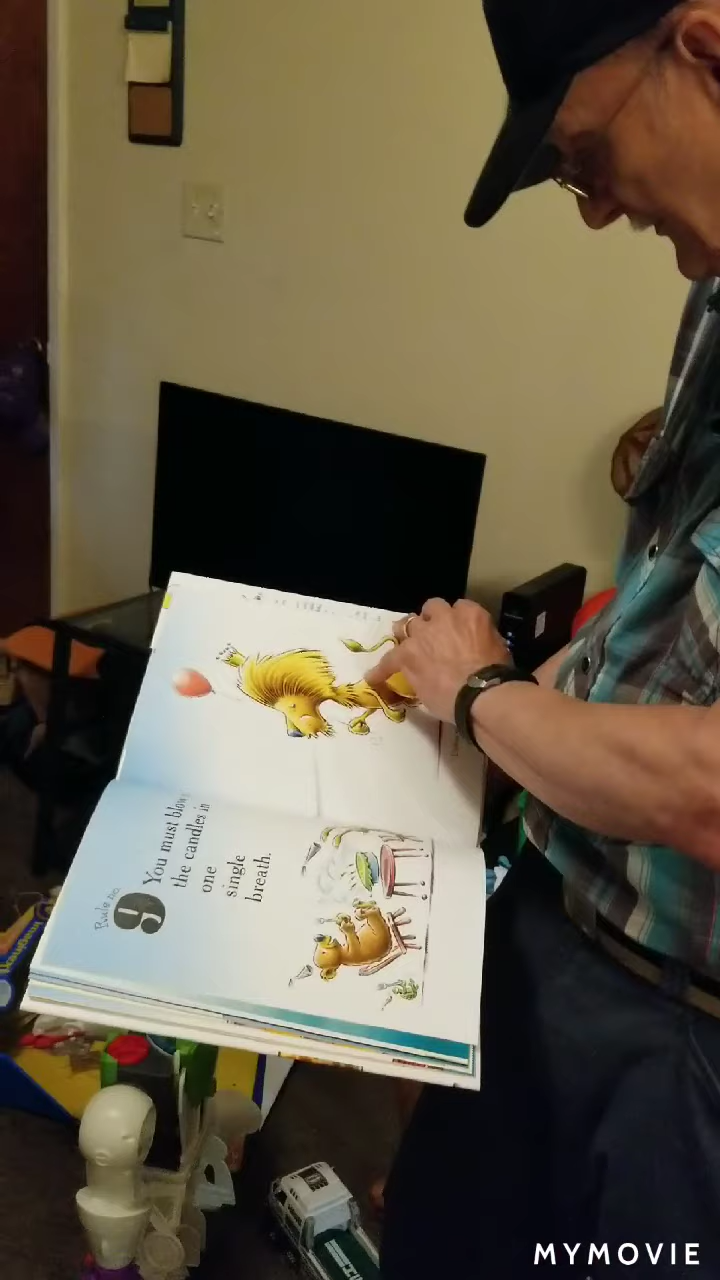 Rule no.
9
You must blow
the candles in
one
single
breath.
MYMOVIE